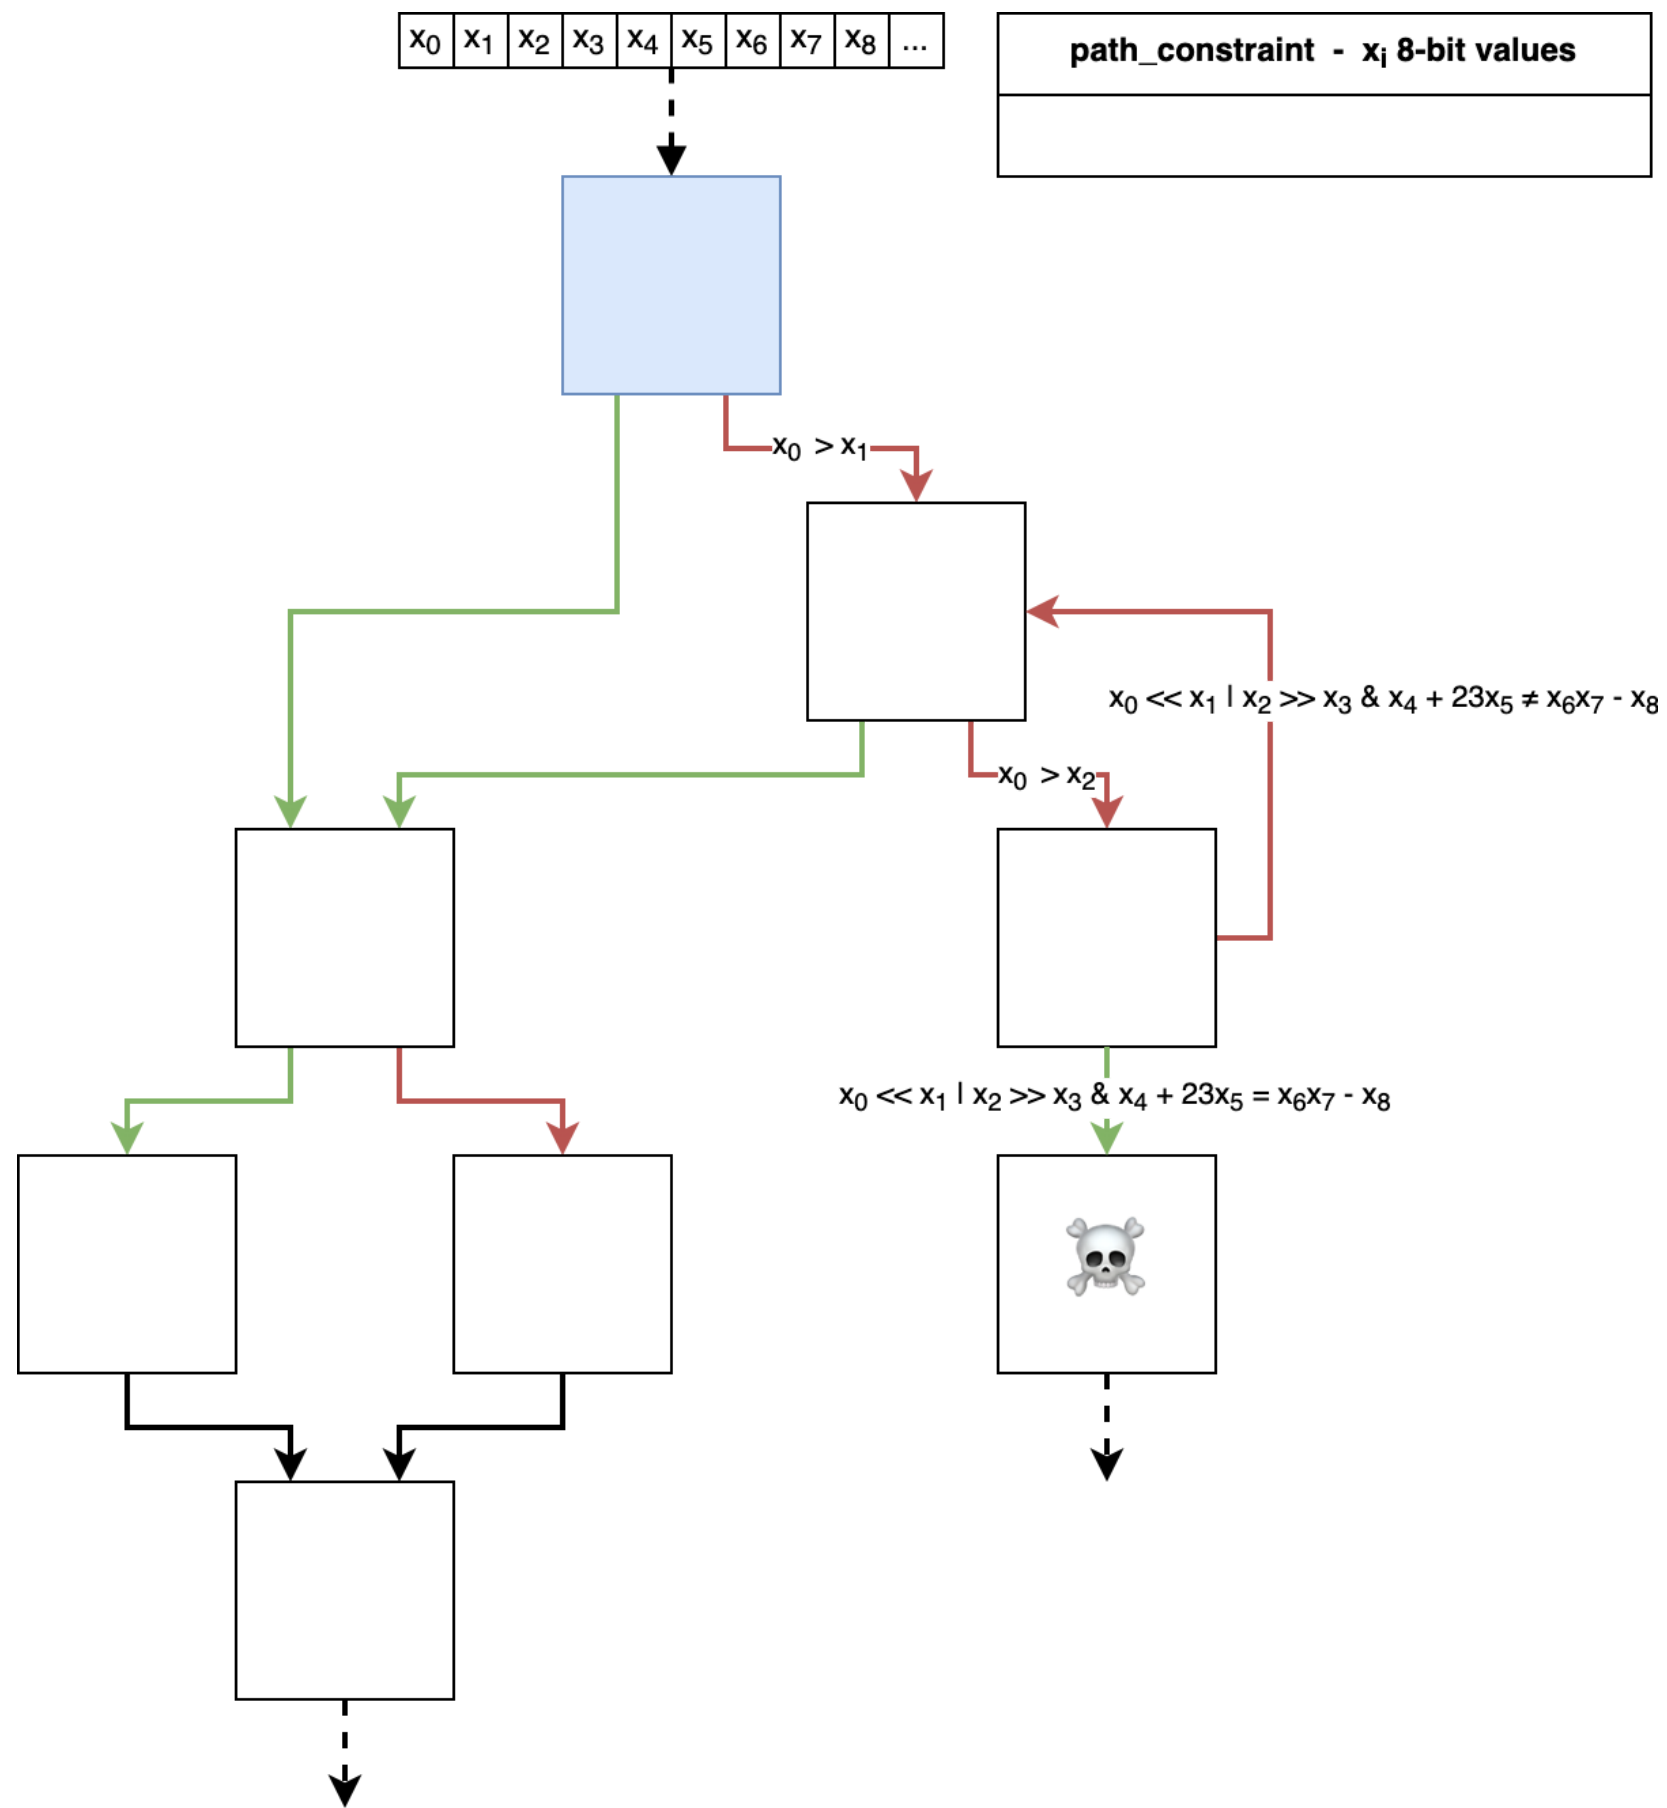 x₀ x₁ x₂ x₃ x₄ x₅ x₆ x₇ x₈ ...
path_constraint - xᵢ 8-bit values
x₀ > x₁
x₀ << x₁ | x₂ >> x₃ & x₄ + 23x₅ ≠ x₆x₇ - x₈
x₀ > x₂
x₀ << x₁ | x₂ >> x₃ & x₄ + 23x₅ = x₆x₇ - x₈